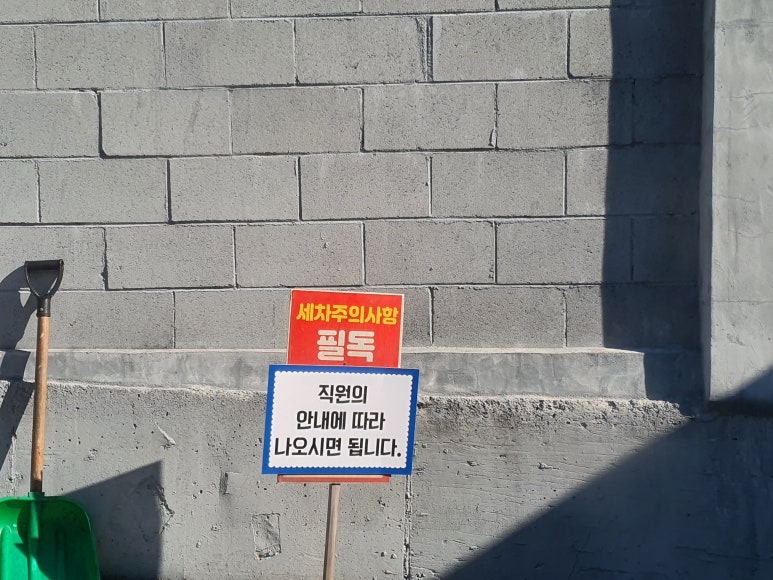 세차주의사항
필독
직원의
안내에 따라
나오시면 됩니다.